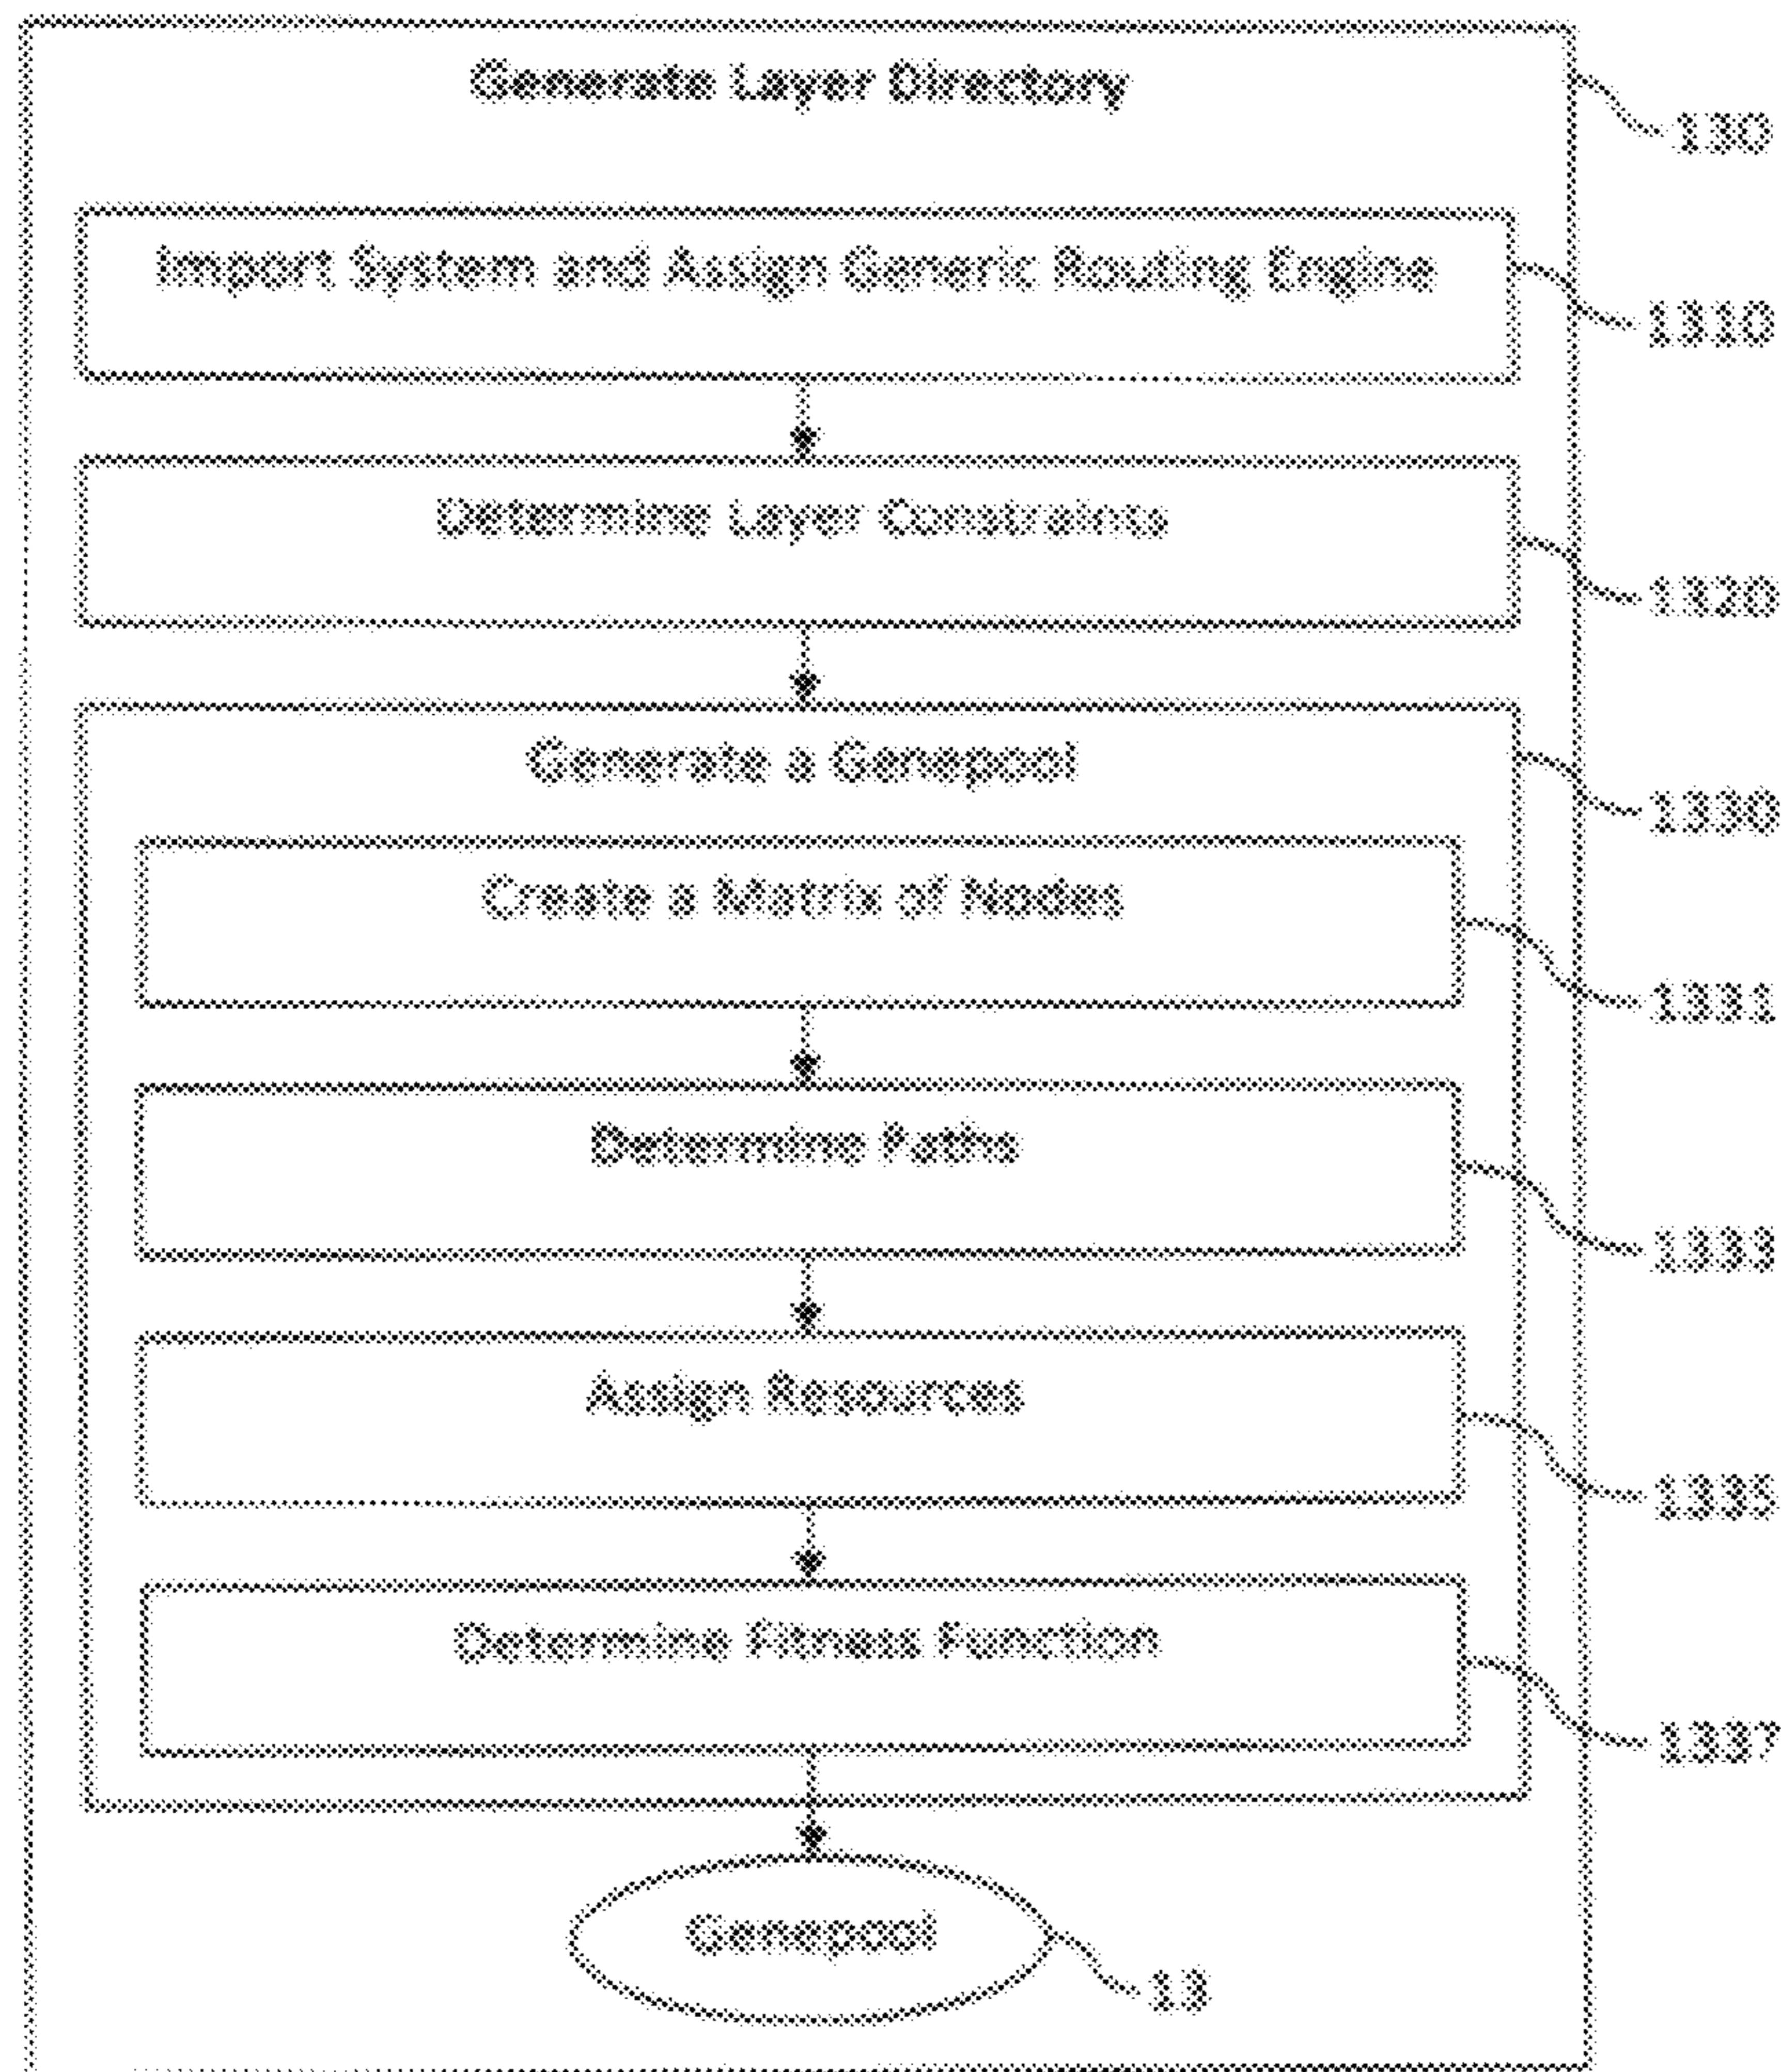 Generate Layer Directory
130
Import System and Assign Generic Routing Engine
1310
Determine Layer Constraints
1320
Generate a Genepool
1330
Create a Matrix of Nodes
1331
Determine Paths
1333
Assign Resources
1335
Determine Fitness Function
1337
Genepool
13